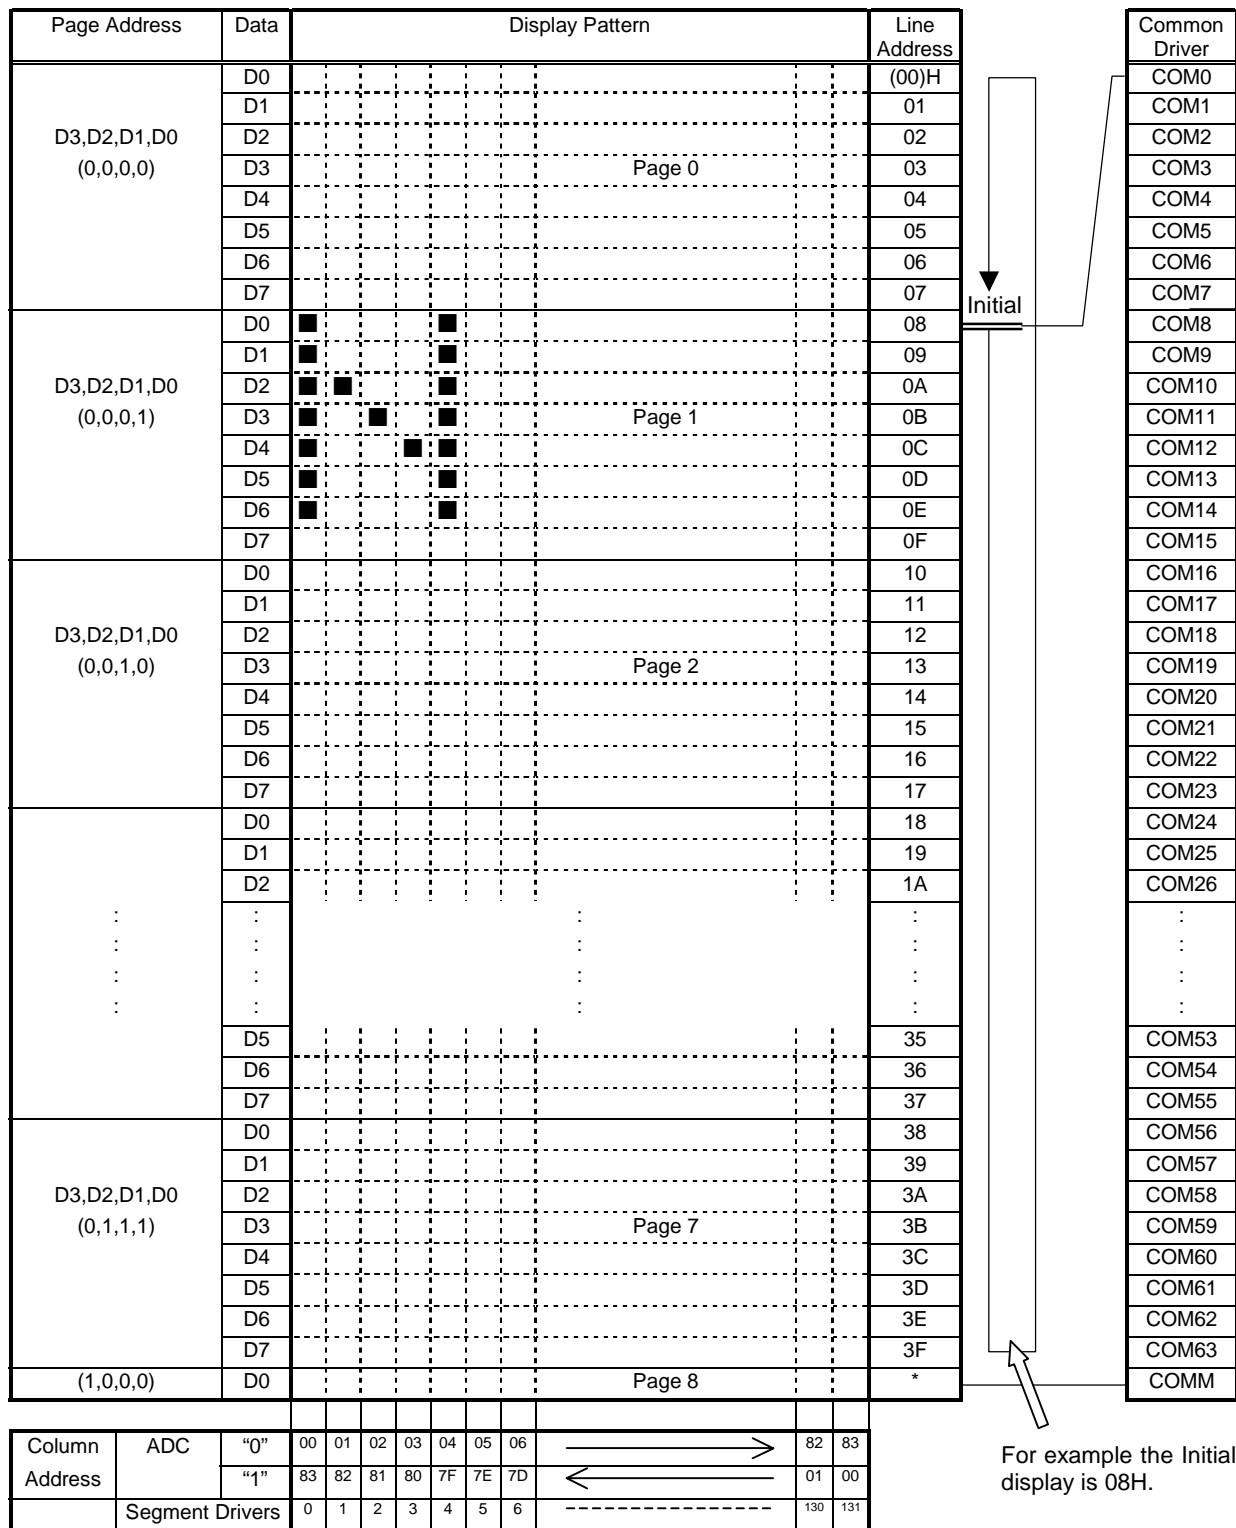 Page Address Data Display Pattern Line Address Common Driver
D0 (00)H COM0
D1 01 COM1
D3,D2,D1,D0 D2 02 COM2
(0,0,0,0) D3 Page 0 03 COM3
D4 04 COM4
D5 05 COM5
D6 06 COM6
D7 07 COM7
Initial
D0 08 COM8
D1 09 COM9
D3,D2,D1,D0 D2 0A COM10
(0,0,0,1) D3 Page 1 0B COM11
D4 0C COM12
D5 0D COM13
D6 0E COM14
D7 0F COM15
D0 10 COM16
D1 11 COM17
D3,D2,D1,D0 D2 12 COM18
(0,0,1,0) D3 Page 2 13 COM19
D4 14 COM20
D5 15 COM21
D6 16 COM22
D7 17 COM23
D0 18 COM24
D1 19 COM25
D2 1A COM26
: : : : :
: : : : :
: : : : :
: : : : :
D5 35 COM53
D6 36 COM54
D7 37 COM55
D0 38 COM56
D1 39 COM57
D3,D2,D1,D0 D2 3A COM58
(0,1,1,1) D3 Page 7 3B COM59
D4 3C COM60
D5 3D COM61
D6 3E COM62
D7 3F COM63
(1,0,0,0) D0 Page 8 * COMM
Column ADC “0” 00 01 02 03 04 05 06 82 83
Address “1” 83 82 81 80 7F 7E 7D 01 00
Segment Drivers 0 1 2 3 4 5 6 130 131
For example the Initial
display is 08H.